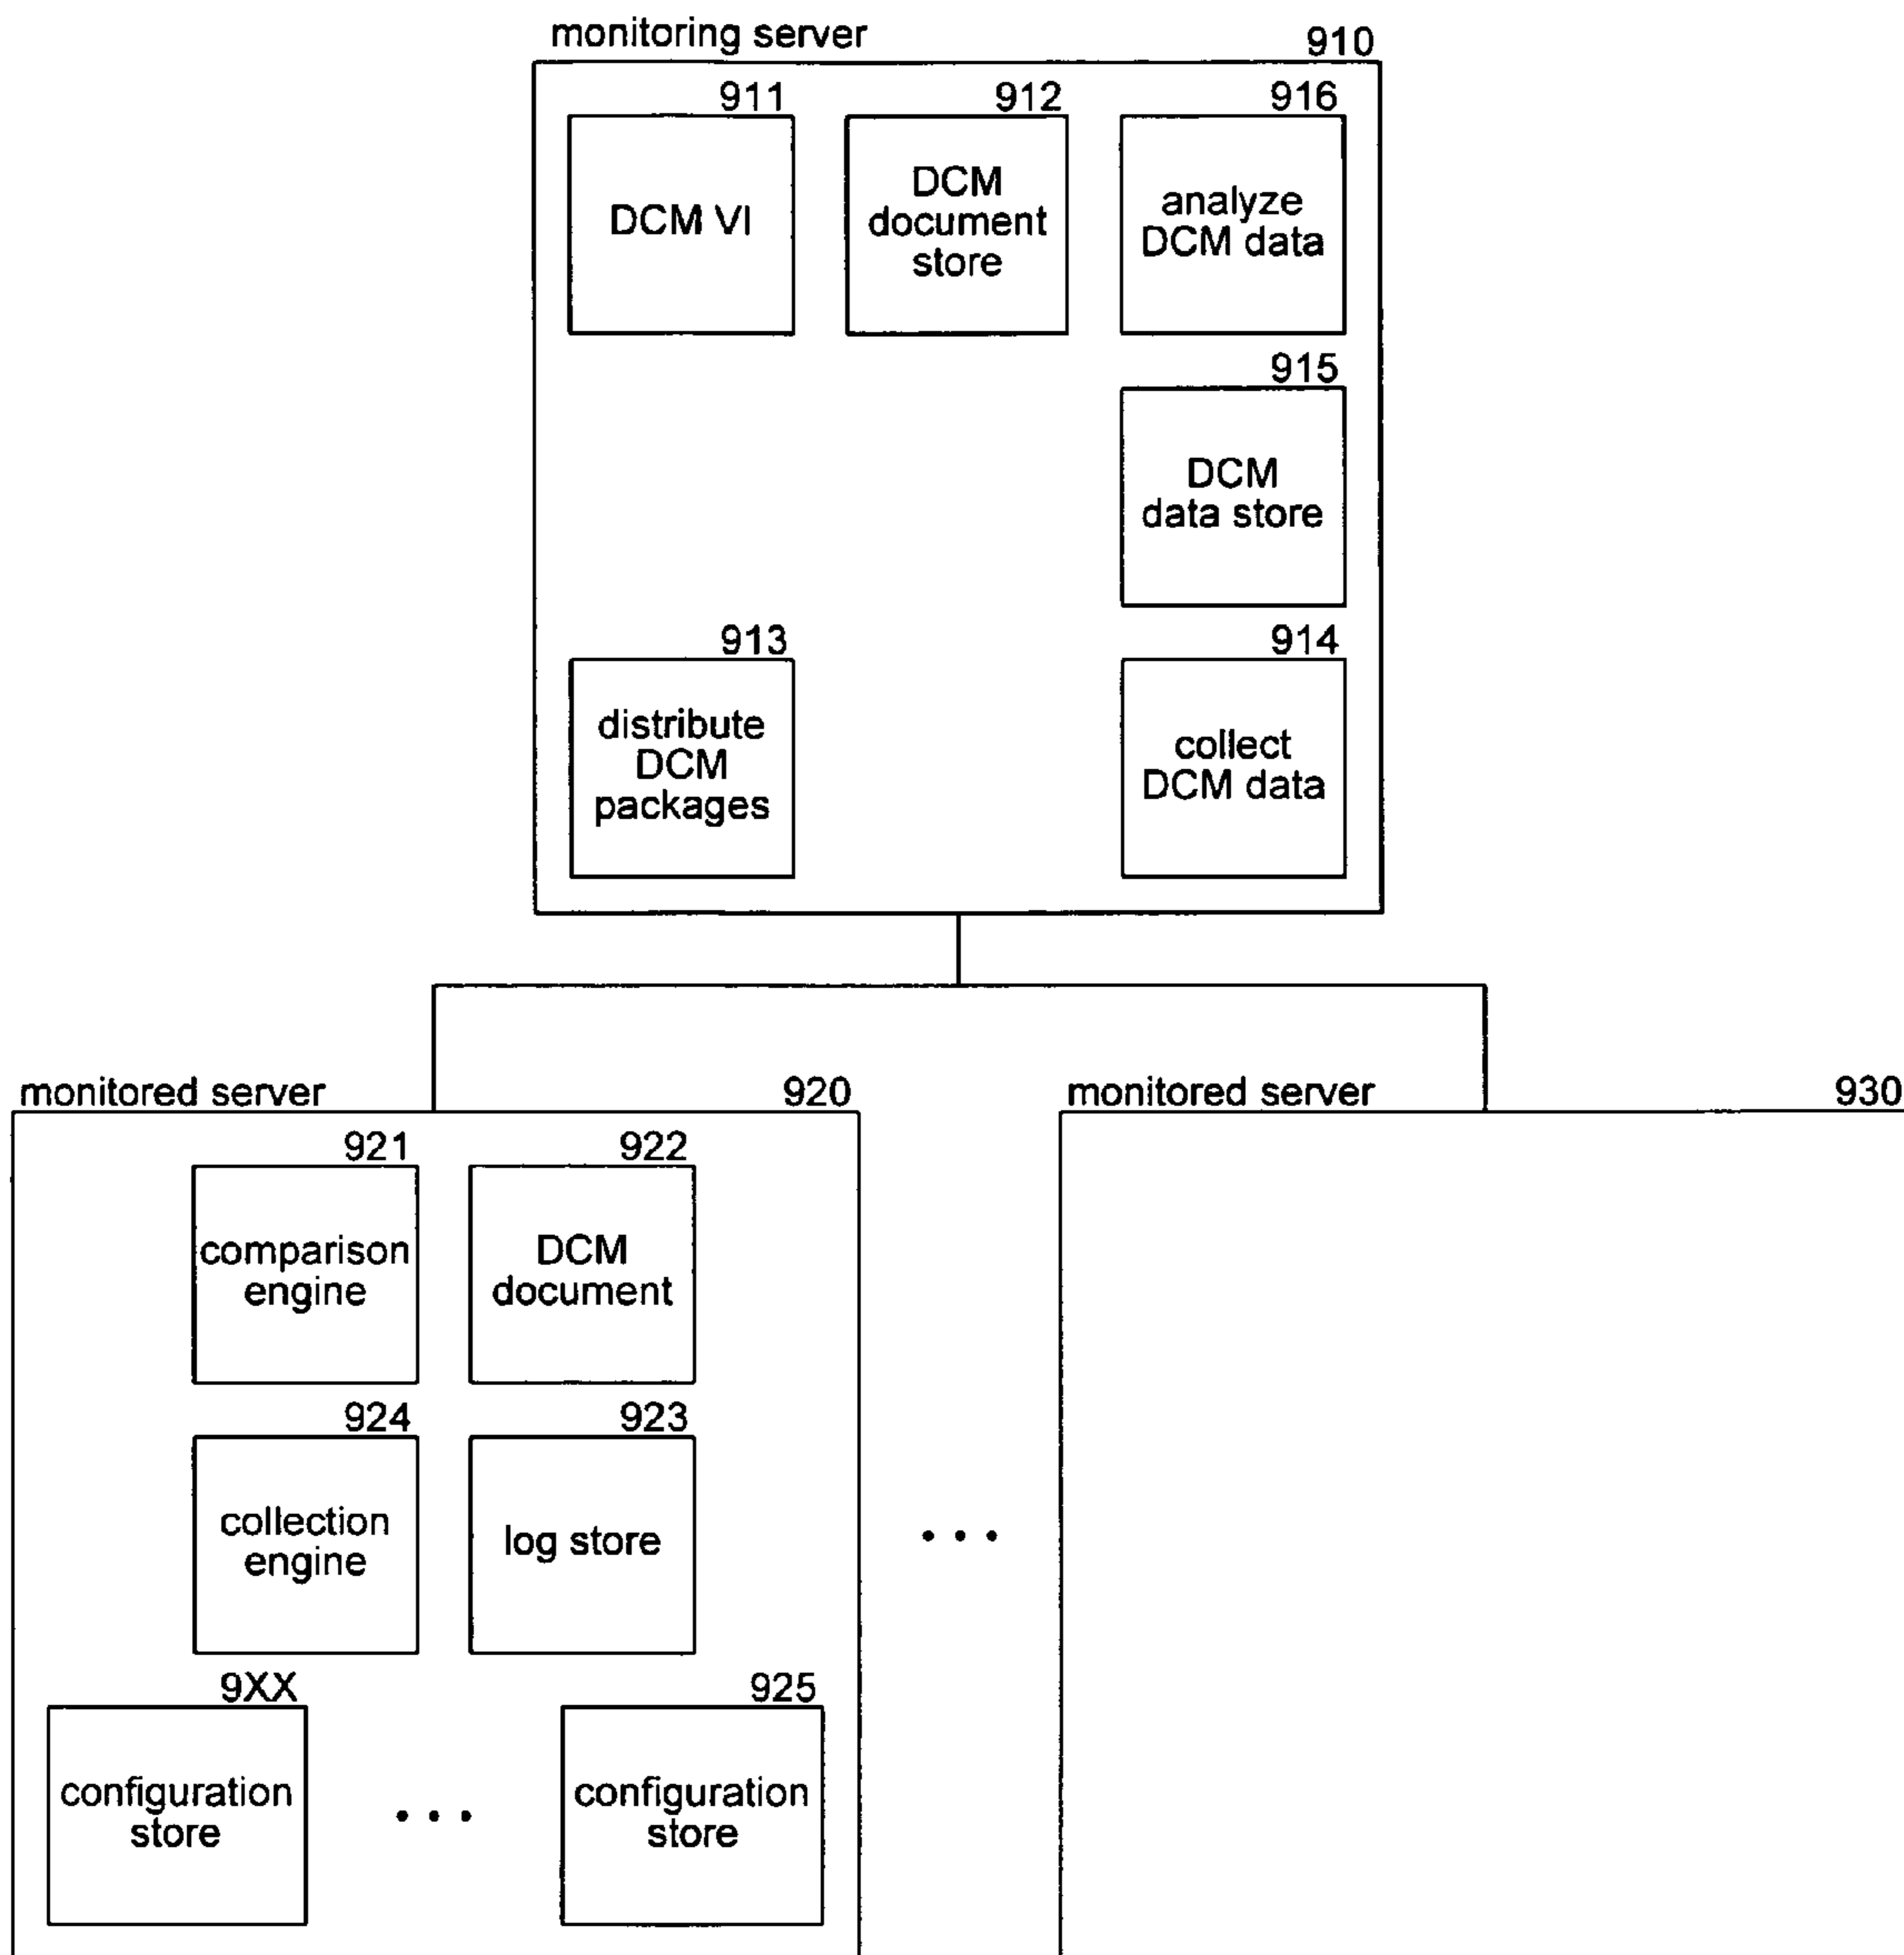 monitoring server 910
911 912 916
DCM VI
DCM
document
store
analyze
DCM data
915
DCM
data store
913 914
distribute
DCM
packages
collect
DCM data
monitored server 920
monitored server 930
921 922
comparison
engine
DCM
document
924 923
collection
engine
log store
9XX 925
configuration
store
configuration
store